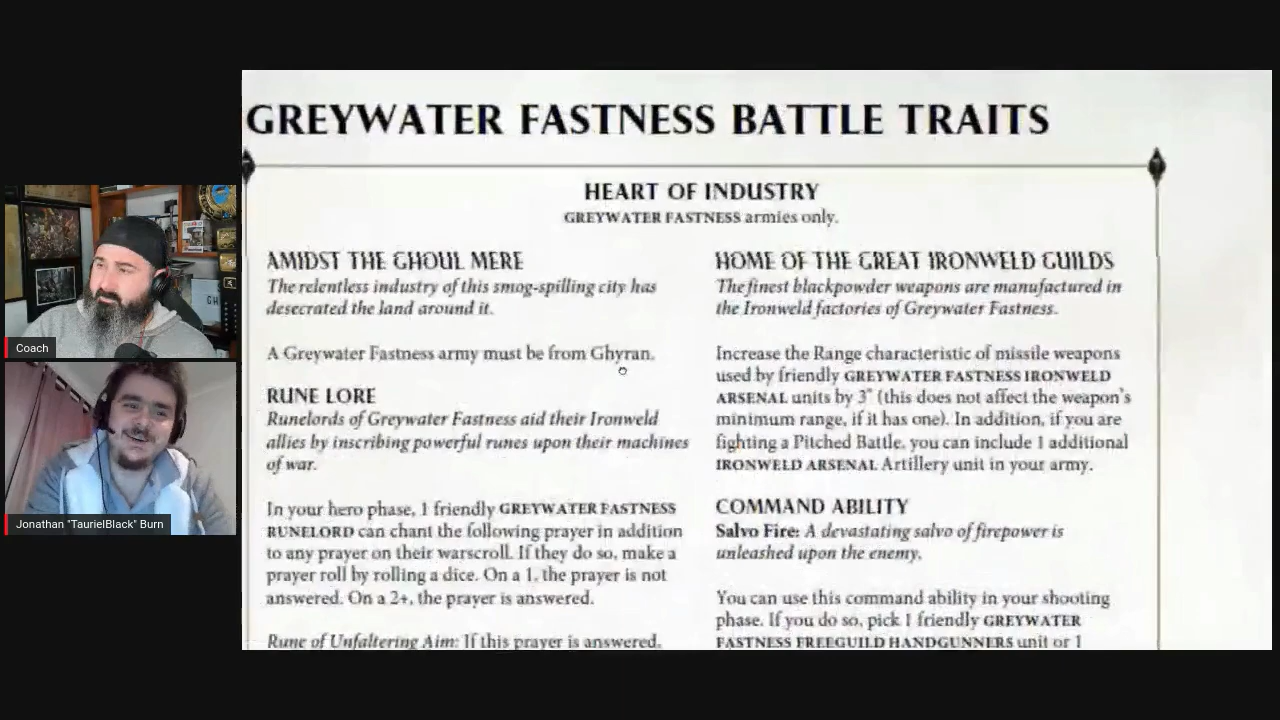 GREYWATER FASTNESS BATTLE TRAITS
HEART OF INDUSTRY
GREYWATER FASTNESS armies only.
AMIDST THE GHOUL MERE
The relentless industry of this smog-spilling city has
desecrated the land around it.
A Greywater Fastness army must be from Ghyran.
RUNE LORE
Runelords of Greywater Fastness aid their Ironweld
allies by inscribing powerful runes upon their machines
of war.
In your hero phase, 1 friendly GREYWATER FASTNESS
RUNELORD can chant the following prayer in addition
to any prayer on their warscroll. If they do so, make a
prayer roll by rolling a dice. On a 1, the prayer is not
answered. On a 2+, the prayer is answered.
Rune of Unfaltering Aim: If this prayer is answered,
HOME OF THE GREAT IRONWELD GUILDS
The finest blackpowder weapons are manufactured in
the Ironweld factories of Greywater Fastness.
Increase the Range characteristic of missile weapons
used by friendly GREYWATER FASTNESS IRONWELD
ARSENAL units by 3" (this does not affect the weapon's
minimum range, if it has one). In addition, if you are
fighting a Pitched Battle, you can include 1 additional
IRONWELD ARSENAL Artillery unit in your army.
COMMAND ABILITY
Salvo Fire: A devastating salvo of firepower is
unleashed upon the enemy.
You can use this command ability in your shooting
phase. If you do so, pick 1 friendly GREYWATER
FASTNESS FREEGUILD HANDGUNNERS unit or 1
Coach
Jonathan "TaurielBlack" Burn